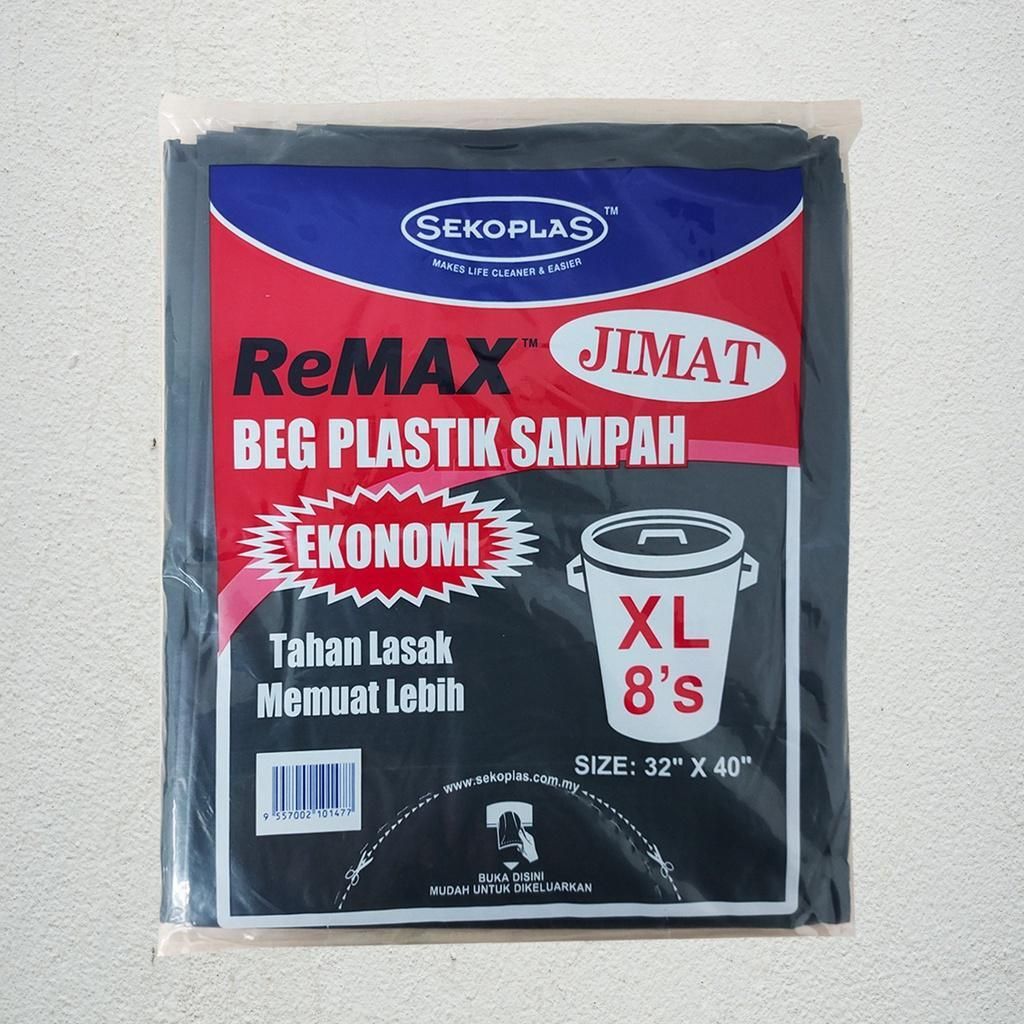 SEKOPLAS™
MAKES LIFE CLEANER & EASIER
ReMAX™ JIMAT
BEG PLASTIK SAMPAH
EKONOMI
XL
8's
Tahan Lasak
Memuat Lebih
SIZE: 32" X 40"
www.sekoplas.com.my
9 557002 101477
BUKA DISINI
MUDAH UNTUK DIKELUARKAN